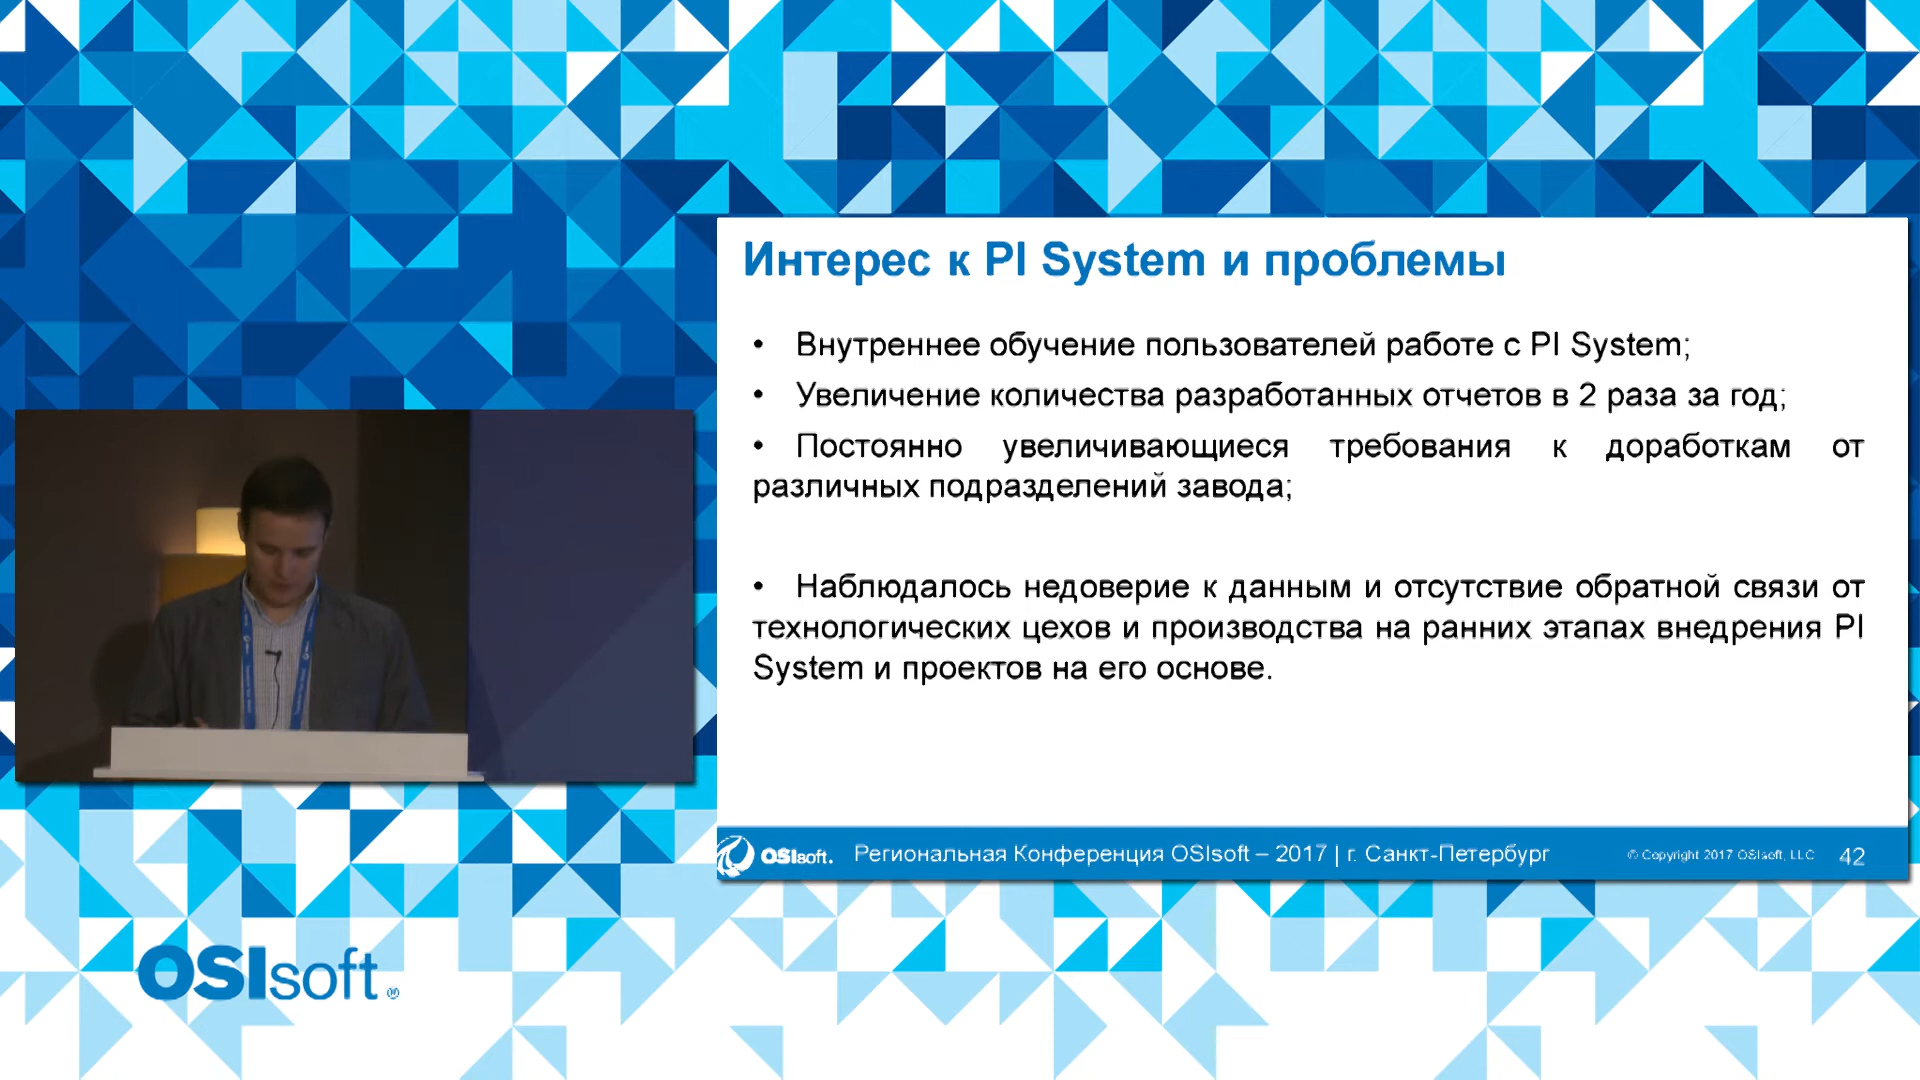 Интерес к PI System и проблемы
• Внутреннее обучение пользователей работе с PI System;
• Увеличение количества разработанных отчетов в 2 раза за год;
• Постоянно увеличивающиеся требования к доработкам от
различных подразделений завода;
• Наблюдалось недоверие к данным и отсутствие обратной связи от
технологических цехов и производства на ранних этапах внедрения PI
System и проектов на его основе.
OSIsoft. Региональная Конференция OSIsoft – 2017 | г. Санкт-Петербург © Copyright 2017 OSIsoft, LLC 42
OSIsoft®